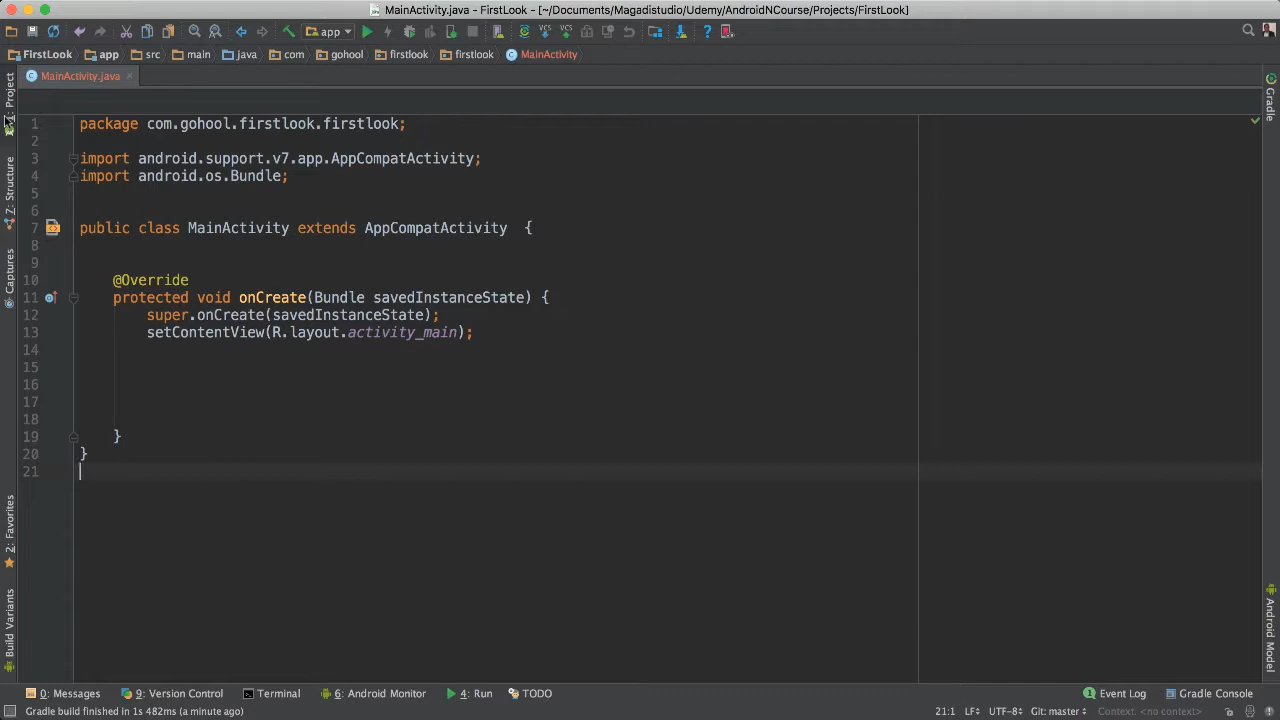 MainActivity.java - FirstLook - [~/Documents/Magadistudio/Udemy/AndroidNCourse/Projects/FirstLook]
app
FirstLook app src main java com gohool firstlook firstlook MainActivity
MainActivity.java
1 package com.gohool.firstlook.firstlook;
2
3 import android.support.v7.app.AppCompatActivity;
4 import android.os.Bundle;
5
6
7 public class MainActivity extends AppCompatActivity {
8
9
10 @Override
11 protected void onCreate(Bundle savedInstanceState) {
12 super.onCreate(savedInstanceState);
13 setContentView(R.layout.activity_main);
14
15
16
17
18
19 }
20 }
21
Project
Z: Structure
Captures
2: Favorites
Build Variants
Gradle
Android Model
0: Messages 9: Version Control Terminal 6: Android Monitor 4: Run TODO Event Log Gradle Console
Gradle build finished in 1s 482ms (a minute ago) 21:1 LF÷ UTF-8÷ Git: master÷ Context: <no context>